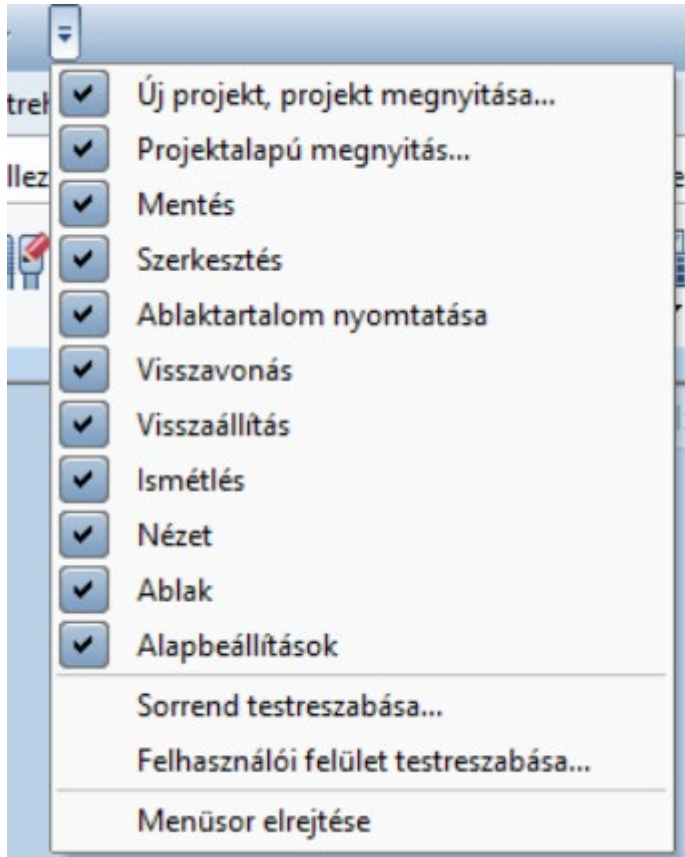 Új projekt, projekt megnyitása...
Projektalapú megnyitás...
Mentés
Szerkesztés
Ablaktartalom nyomtatása
Visszavonás
Visszaállítás
Ismétlés
Nézet
Ablak
Alapbeállítások
Sorrend testreszabása...
Felhasználói felület testreszabása...
Menüsor elrejtése